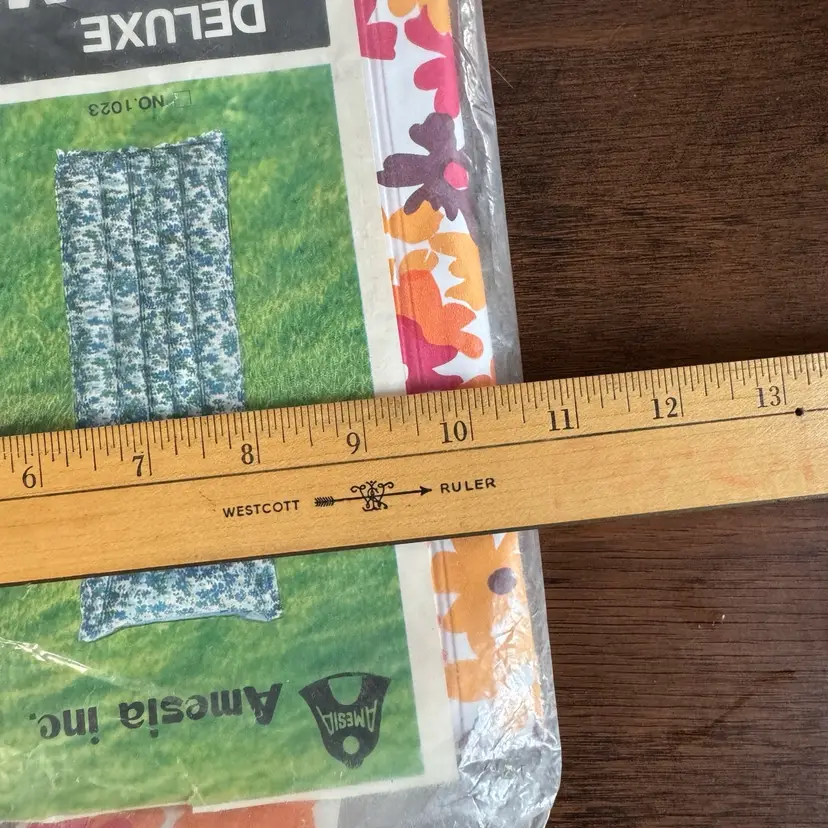 DELUXE
NO.1023
6 7 8 9 10 11 12 13
WESTCOTT RULER
Amesia inc.
AMESIA